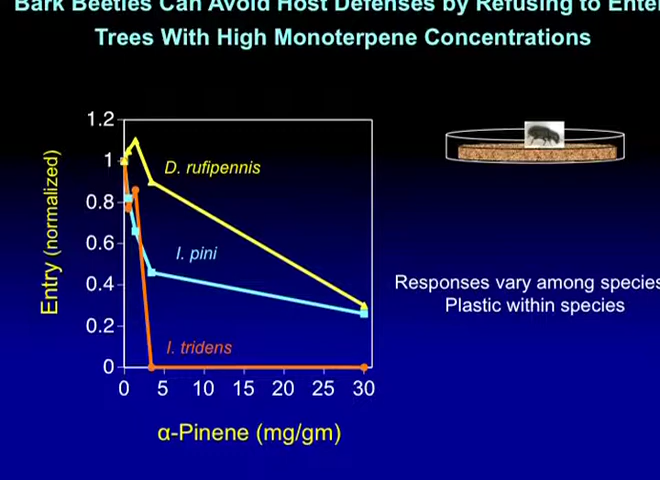 Bark Beetles Can Avoid Host Defenses by Refusing to Enter
Trees With High Monoterpene Concentrations
1.2
1
0.8
0.6
0.4
0.2
0
Entry (normalized)
D. rufipennis
I. pini
I. tridens
0 5 10 15 20 25 30
α-Pinene (mg/gm)
Responses vary among species
Plastic within species